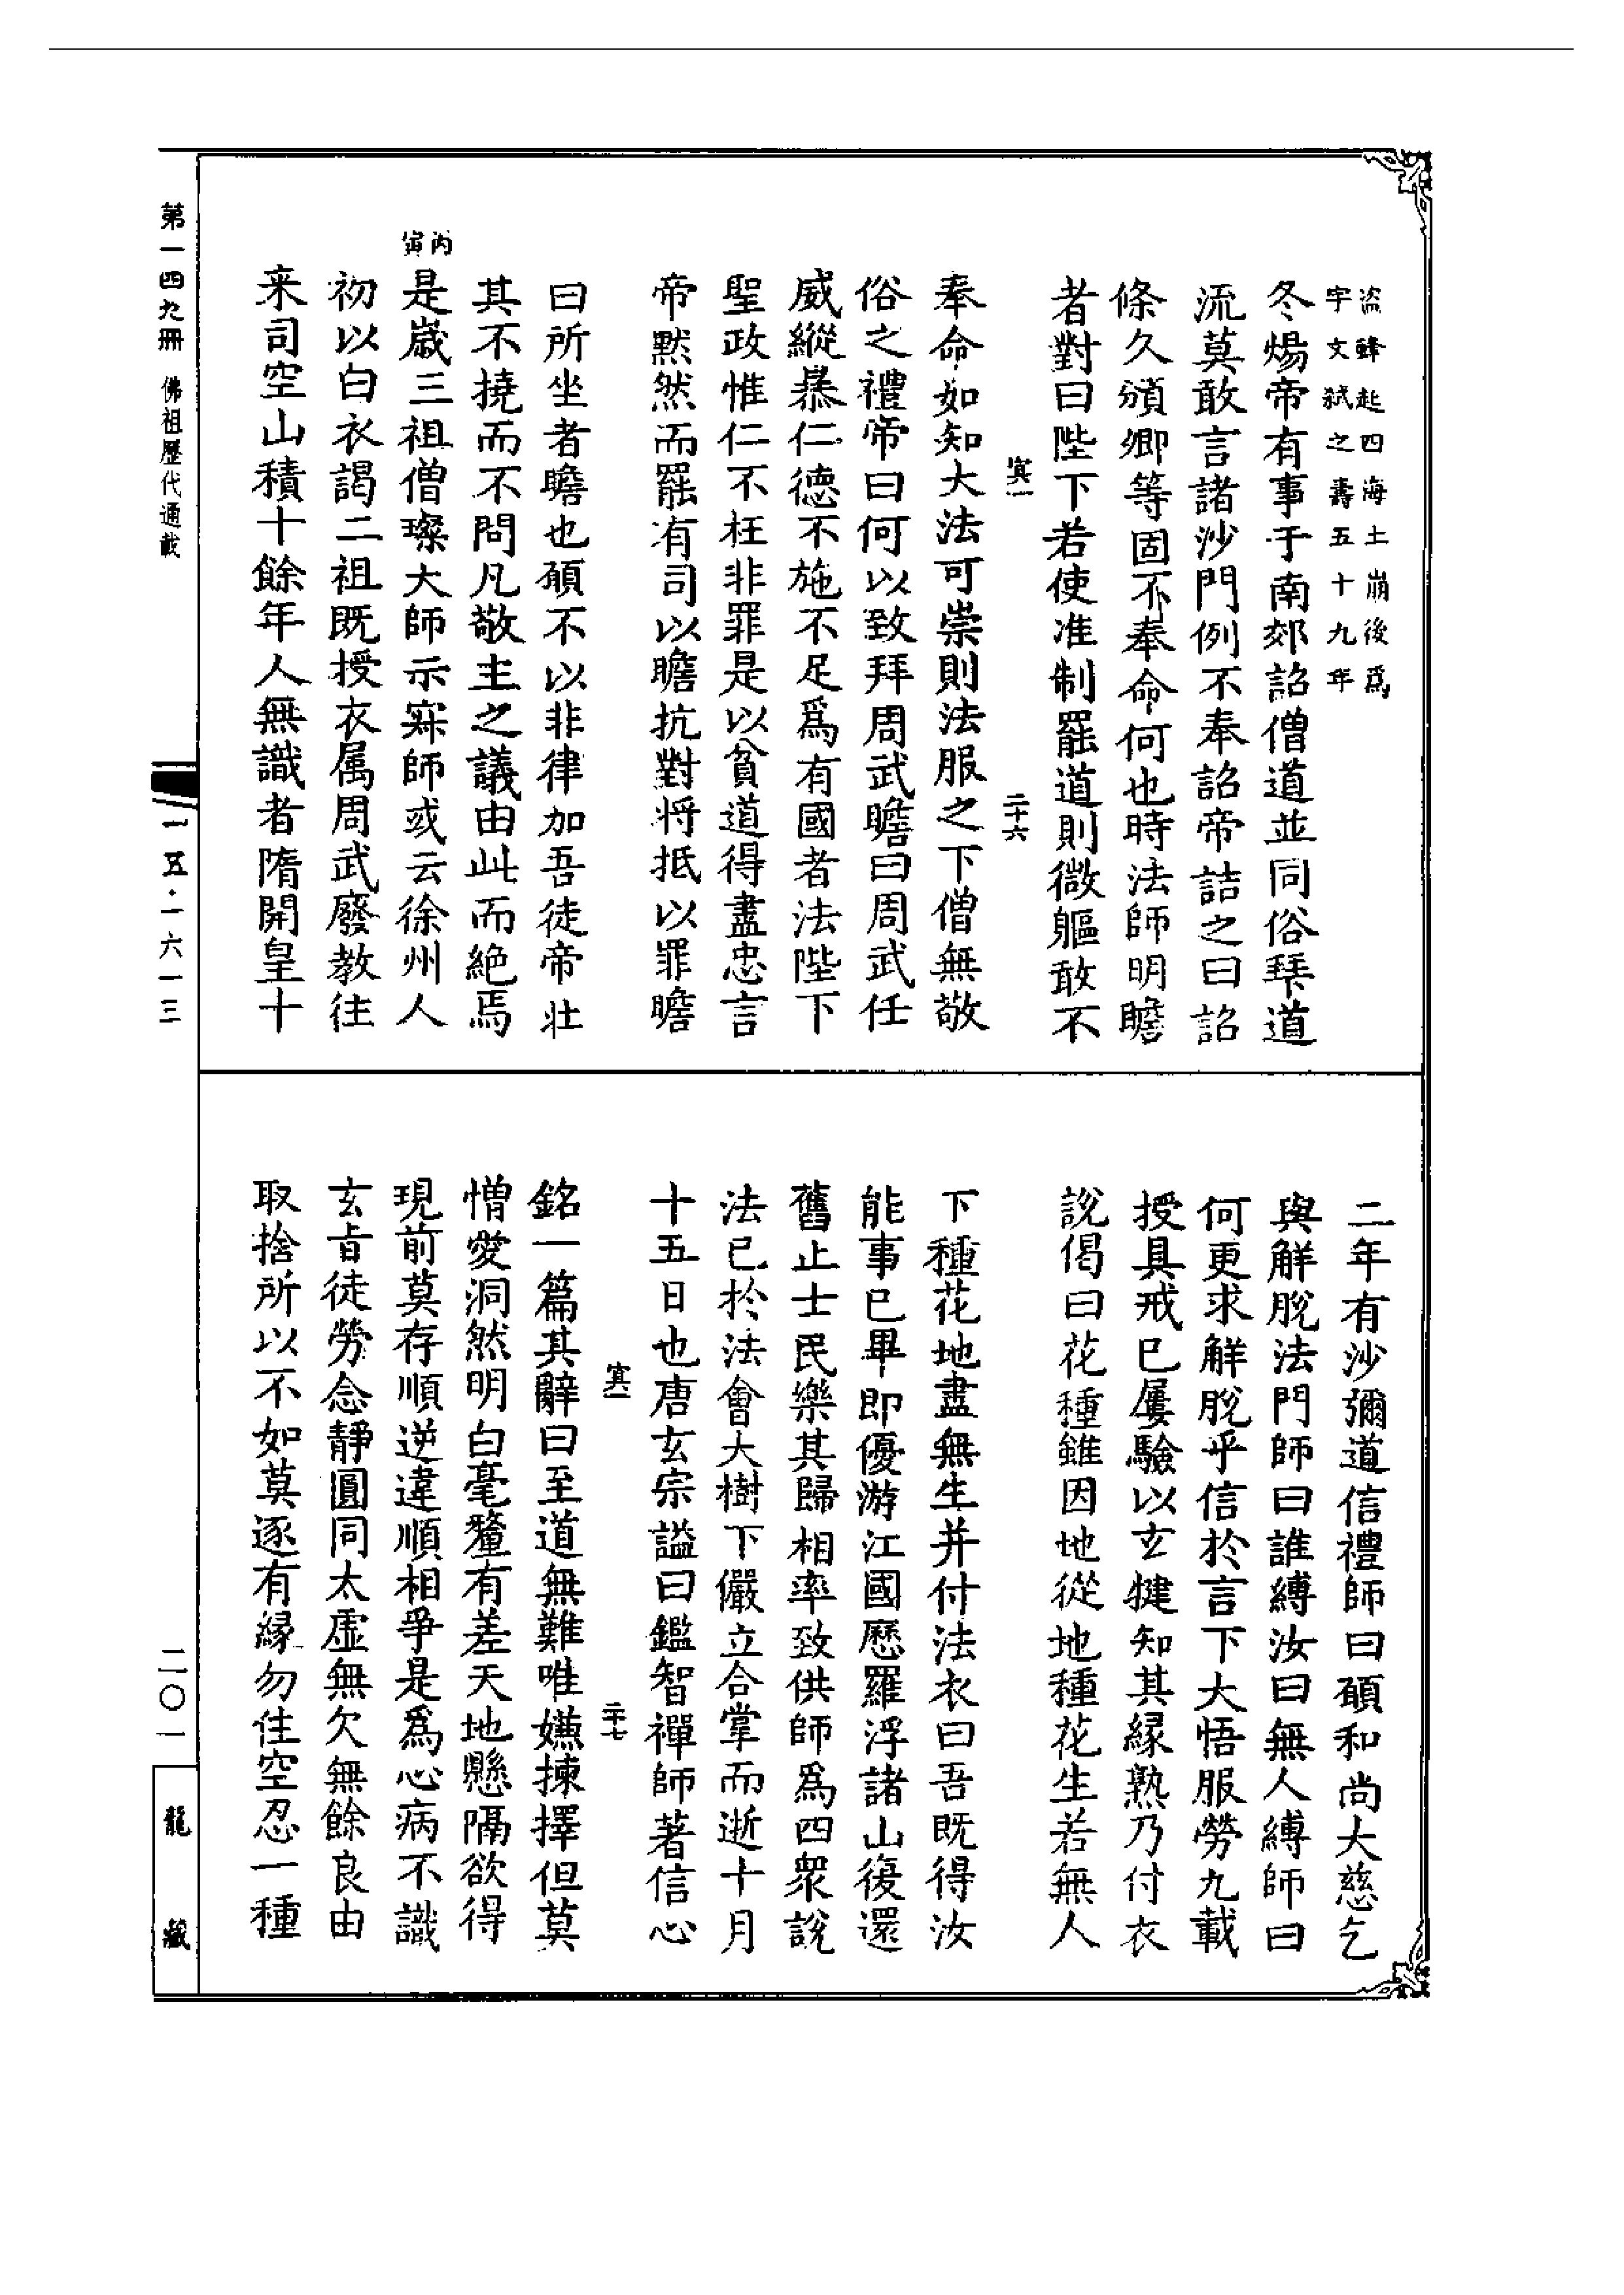 盜蜂起四海土崩後為
宇文弒之壽五十九年
冬煬帝有事于南郊詔僧道並同俗拜道
流莫敢言諸沙門例不奉詔帝詰之曰詔
條久頒卿等固不奉命何也時法師明瞻
者對曰陛下若使准制罷道則微軀敢不
二十六
奉命如知大法可崇則法服之下僧無敬
俗之禮帝曰何以致拜周武瞻曰周武任
威縱暴仁德不施不足為有國者法陛下
聖政惟仁不枉非罪是以貧道得盡忠言
帝黙然而罷有司以瞻抗對将抵以罪瞻
曰所坐者瞻也頋不以非律加吾徒帝壯
其不撓而不問凡敬主之議由此而絶焉
丙寅
是歲三祖僧璨大師示寂師或云徐州人
初以白衣謁二祖既授衣属周武廢教往
来司空山積十餘年人無識者隋開皇十
二年有沙彌道信禮師曰頋和尚大慈乞
與解脫法門師曰誰縛汝曰無人縛師曰
何更求解脫乎信於言下大悟服勞九載
授具戒已屢驗以玄揵知其緣熟乃付衣
說偈曰花種雖因地從地種花生若無人
下種花地盡無生并付法衣曰吾既得汝
能事已畢即優游江國歷羅浮諸山復還
舊止士民樂其歸相率致供師為四衆說
法已於法會大樹下儼立合掌而逝十月
十五日也唐玄宗謚曰鑑智禪師著信心
二十七
銘一篇其辭曰至道無難唯嫌揀擇但莫
憎愛洞然明白毫釐有差天地懸隔欲得
現前莫存順逆違順相爭是為心病不識
玄旨徒勞念靜圓同太虛無欠無餘良由
取捨所以不如莫逐有緣勿住空忍一種
第一四九冊　佛祖歷代通載
一一五·一六一三
二〇一
龍藏